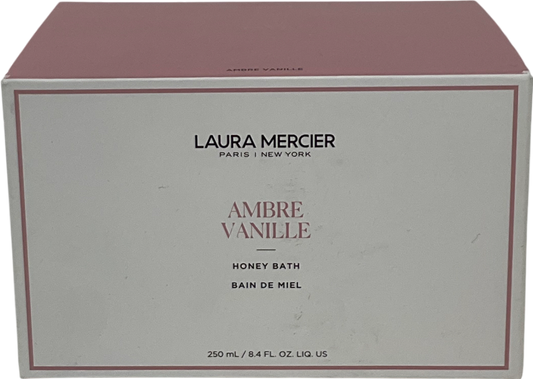 AMBRE VANILLE
LAURA MERCIER
PARIS | NEW YORK
AMBRE
VANILLE
HONEY BATH
BAIN DE MIEL
250 mL / 8.4 FL. OZ. LIQ. US